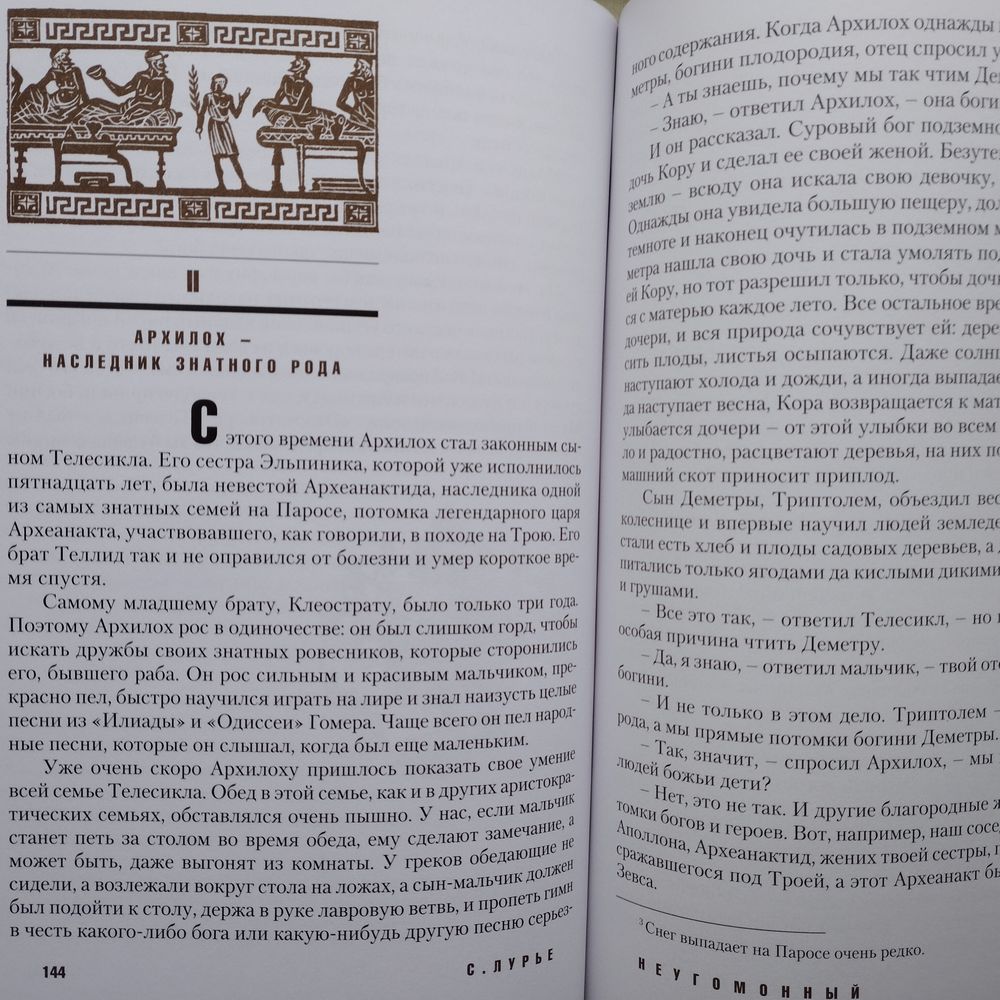 II
АРХИЛОХ –
НАСЛЕДНИК ЗНАТНОГО РОДА
С этого времени Архилох стал законным сы-
ном Телесикла. Его сестра Эльпиника, которой уже исполнилось
пятнадцать лет, была невестой Археанактида, наследника одной
из самых знатных семей на Паросе, потомка легендарного царя
Археанакта, участвовавшего, как говорили, в походе на Трою. Его
брат Теллид так и не оправился от болезни и умер короткое вре-
мя спустя.
Самому младшему брату, Клеострату, было только три года.
Поэтому Архилох рос в одиночестве: он был слишком горд, чтобы
искать дружбы своих знатных ровесников, которые сторонились
его, бывшего раба. Он рос сильным и красивым мальчиком, пре-
красно пел, быстро научился играть на лире и знал наизусть целые
песни из «Илиады» и «Одиссеи» Гомера. Чаще всего он пел народ-
ные песни, которые он слышал, когда был еще маленьким.
Уже очень скоро Архилоху пришлось показать свое умение
всей семье Телесикла. Обед в этой семье, как и в других аристокра-
тических семьях, обставлялся очень пышно. У нас, если мальчик
станет петь за столом во время обеда, ему сделают замечание, а
может быть, даже выгонят из комнаты. У греков обедающие не
сидели, а возлежали вокруг стола на ложах, а сын-мальчик должен
был подойти к столу, держа в руке лавровую ветвь, и пропеть гимн
в честь какого-либо бога или какую-нибудь другую песню серьез-
144
С. ЛУРЬЕ
ного содержания. Когда Архилох однажды
метры, богини плодородия, отец спросил
– А ты знаешь, почему мы так чтим
– Знаю, – ответил Архилох, – она
И он рассказал. Суровый бог
дочь Кору и сделал ее своей женой.
землю – всюду она искала свою девочку,
Однажды она увидела большую пещеру,
темноте и наконец очутилась в подземном
метра нашла свою дочь и стала умолять
ей Кору, но тот разрешил только, чтобы
ся с матерью каждое лето. Все остальное
дочери, и вся природа сочувствует ей:
сить плоды, листья осыпаются. Даже
наступают холода и дожди, а иногда
да наступает весна, Кора возвращается к
улыбается дочери – от этой улыбки во всем
ло и радостно, расцветают деревья, на них
машний скот приносит приплод.
Сын Деметры, Триптолем, объездил
колеснице и впервые научил людей
стали есть хлеб и плоды садовых деревьев, а
питались только ягодами да кислыми дикими
и грушами.
– Все это так, – ответил Телесикл, – но
особая причина чтить Деметру.
– Да, я знаю, – ответил мальчик, – твой
богини.
– И не только в этом дело. Триптолем –
рода, а мы прямые потомки богини Деметры.
– Так, значит, – спросил Архилох, – мы
людей божьи дети?
– Нет, это не так. И другие благородные
томки богов и героев. Вот, например, наш
Аполлона, Археанактид, жених твоей сестры,
сражавшегося под Троей, а этот Археанакт
Зевса.
3 Снег выпадает на Паросе очень редко.
НЕУГОМОННЫЙ